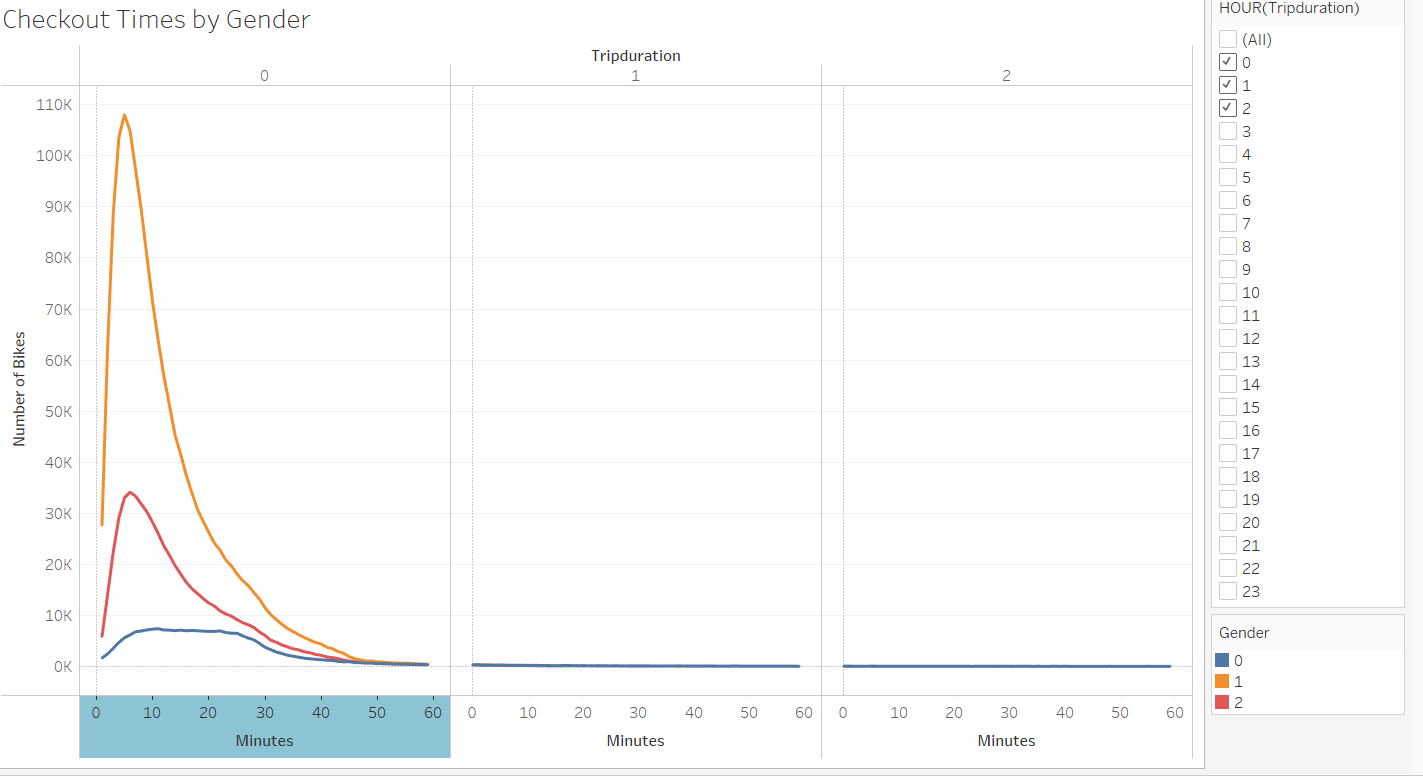 Checkout Times by Gender
Tripduration
0 1 2
110K
100K
90K
80K
70K
60K
50K
40K
30K
20K
10K
0K
Number of Bikes
0 10 20 30 40 50 60 0 10 20 30 40 50 60 0 10 20 30 40 50 60
Minutes Minutes Minutes
HOUR(Tripduration)
(All)
0
1
2
3
4
5
6
7
8
9
10
11
12
13
14
15
16
17
18
19
20
21
22
23
Gender
0
1
2